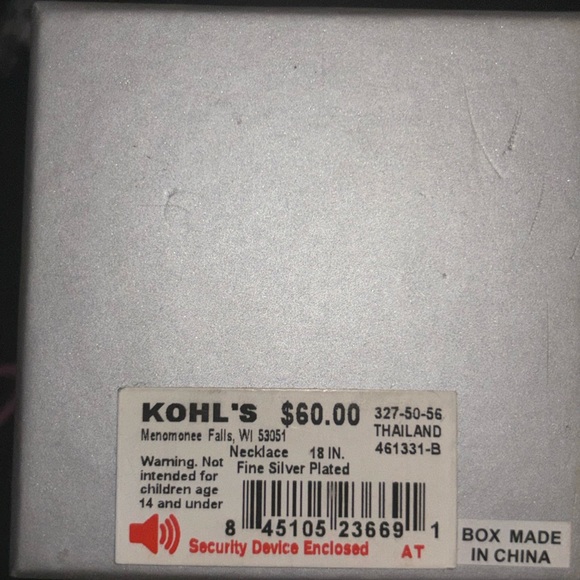 KOHL'S $60.00 327-50-56
Menomonee Falls, WI 53051 THAILAND
Necklace 18 IN. 461331-B
Warning. Not Fine Silver Plated
intended for
children age
14 and under
8 45105 23669 1
Security Device Enclosed AT
BOX MADE
IN CHINA